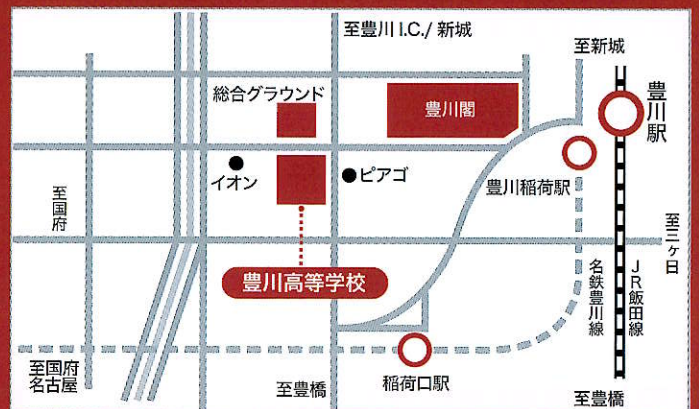 至豊川I.C./ 新城
至新城
総合グラウンド
豊川閣
豊川駅
イオン
ピアゴ
豊川稲荷駅
至国府
至三ヶ日
豊川高等学校
名鉄豊川線
JR飯田線
至国府
名古屋
至豊橋
稲荷口駅
至豊橋